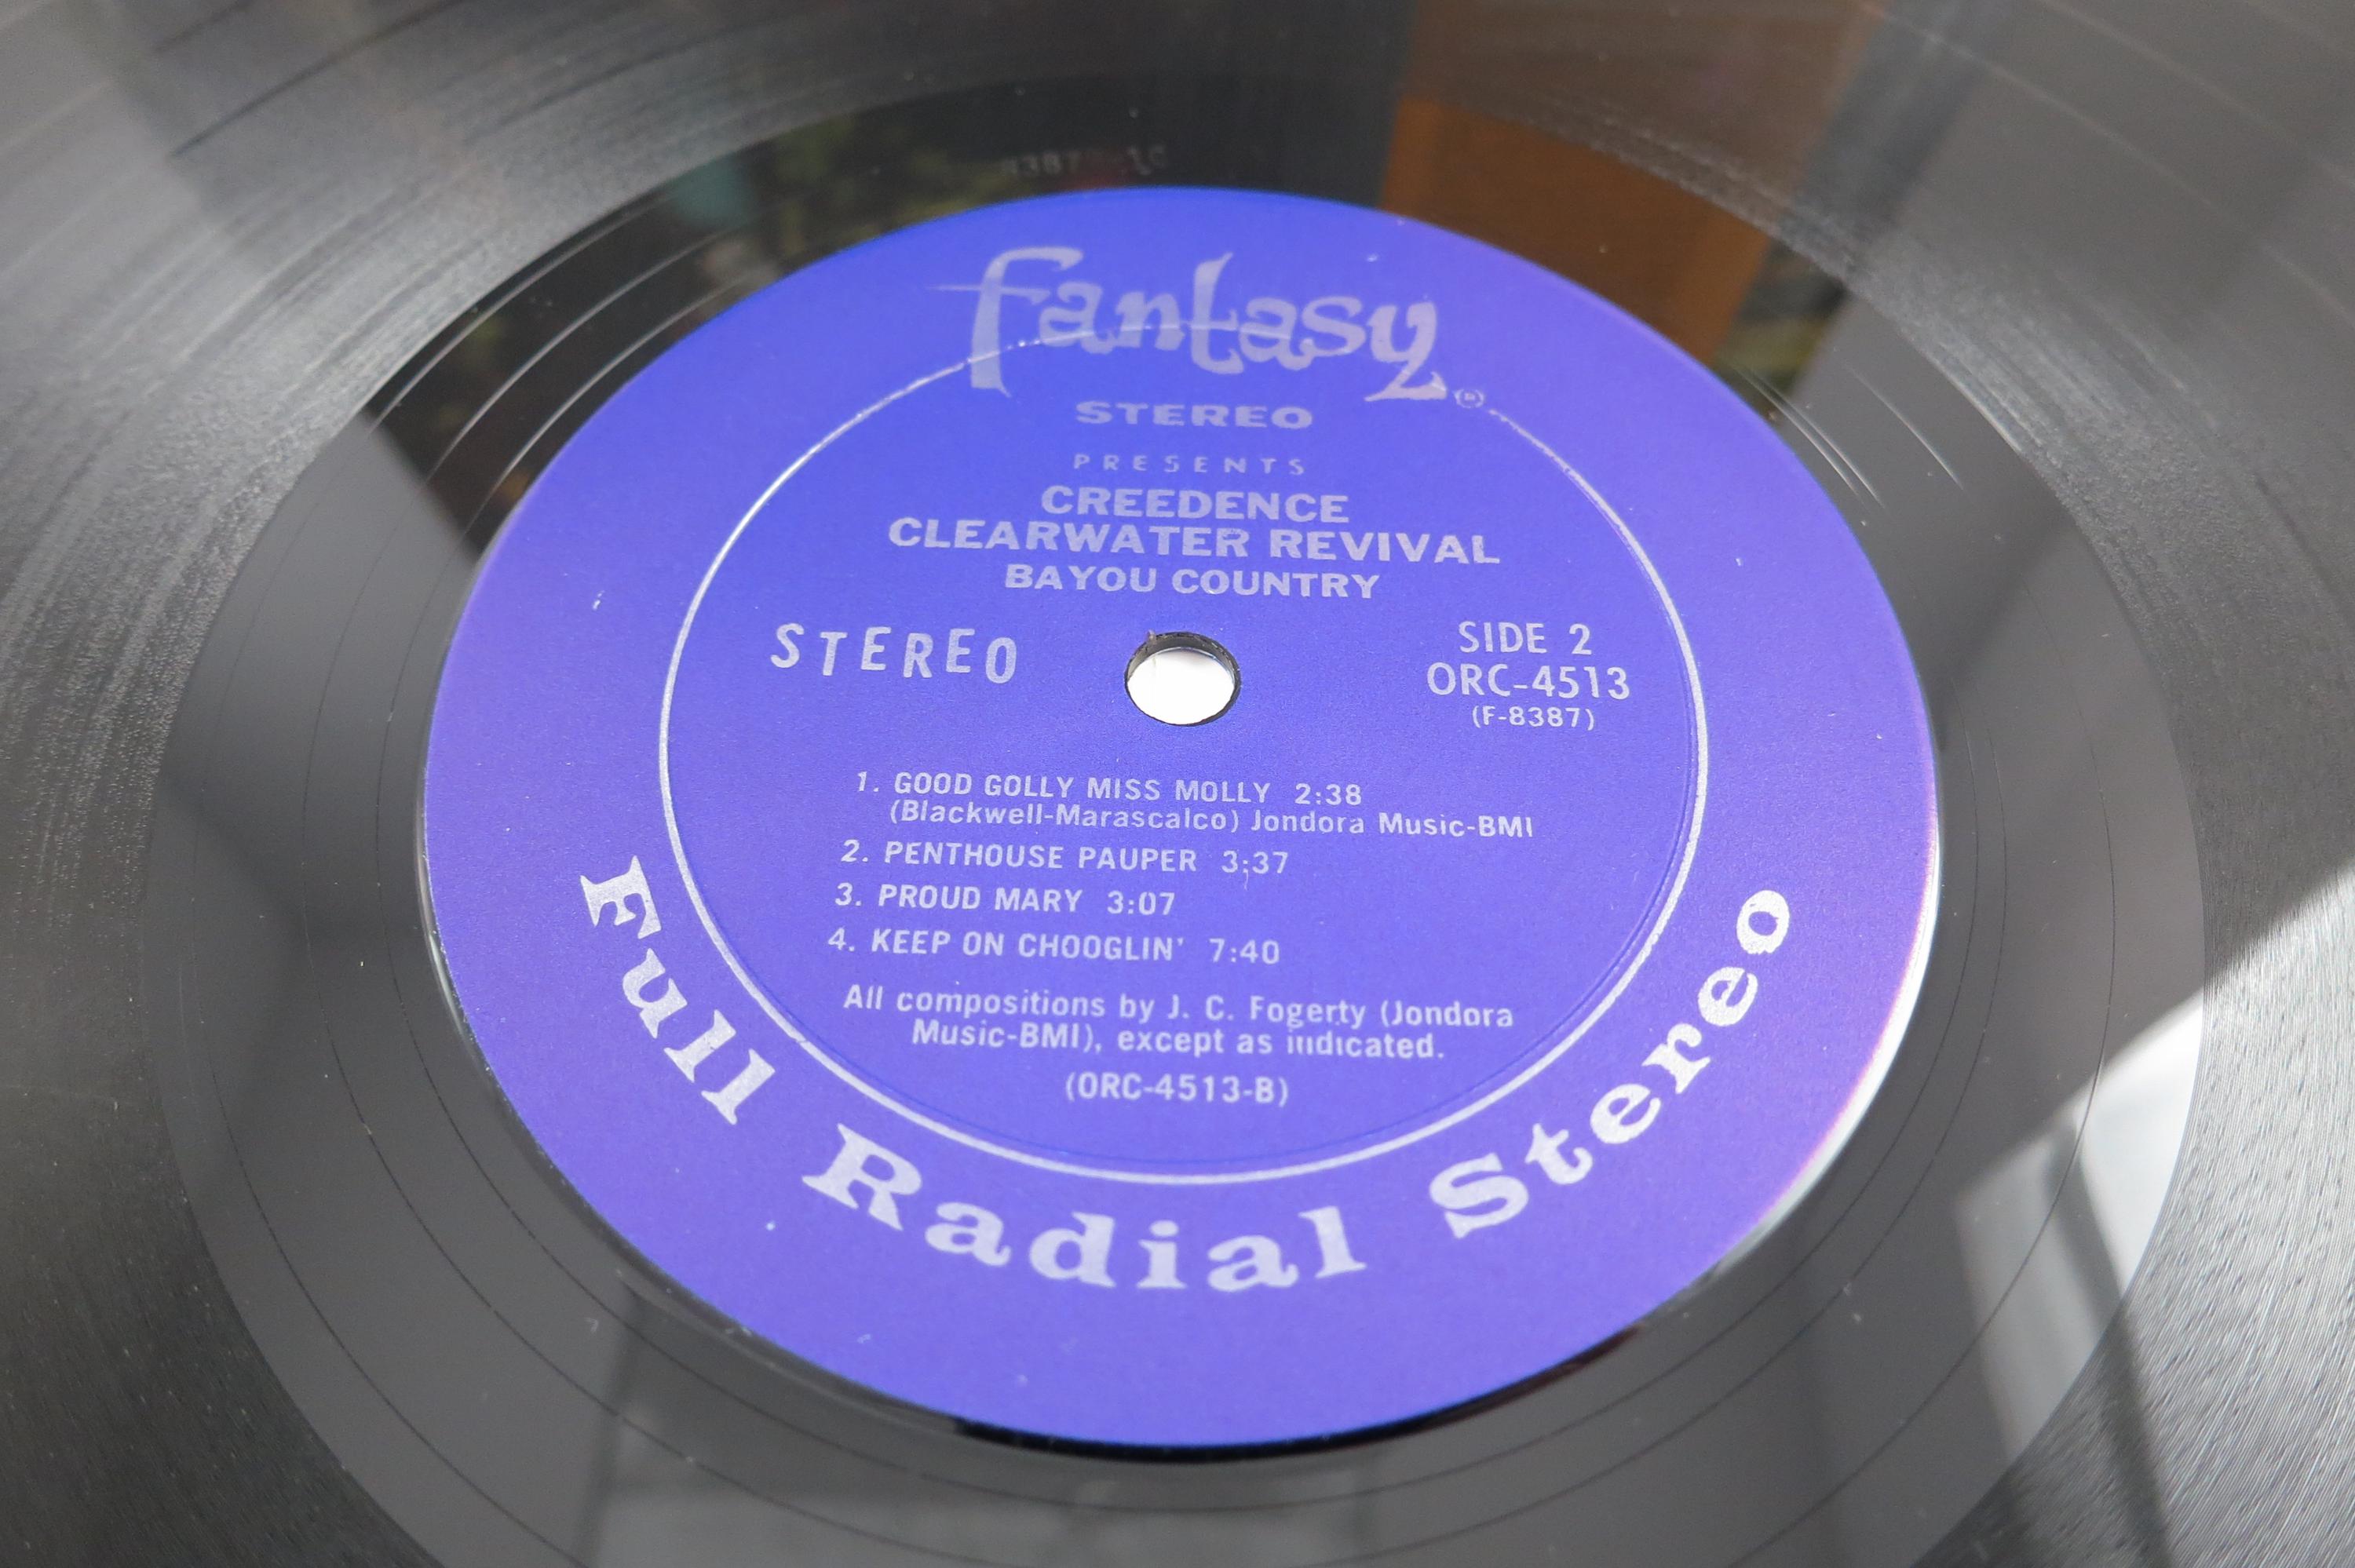 fantasy®
STEREO
PRESENTS
CREEDENCE
CLEARWATER REVIVAL
BAYOU COUNTRY
STEREO
SIDE 2
ORC-4513
(F-8387)
1. GOOD GOLLY MISS MOLLY 2:38
(Blackwell-Marascalco) Jondora Music-BMI
2. PENTHOUSE PAUPER 3:37
3. PROUD MARY 3:07
4. KEEP ON CHOOGLIN' 7:40
All compositions by J. C. Fogerty (Jondora
Music-BMI), except as indicated.
(ORC-4513-B)
Full Radial Stereo